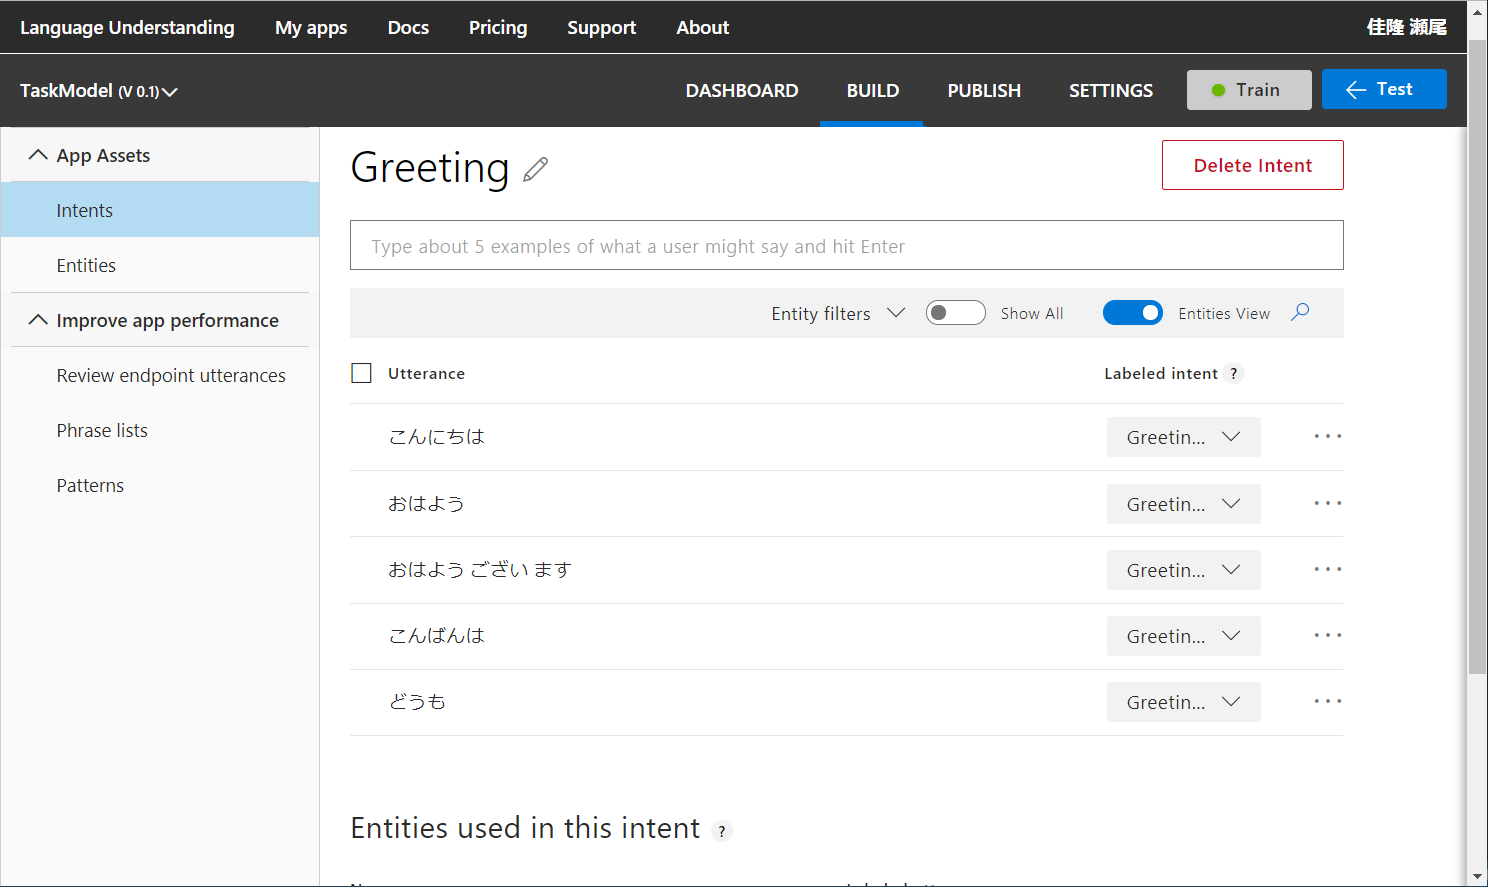 Language Understanding My apps Docs Pricing Support About 佳隆 瀬尾
TaskModel (V 0.1) DASHBOARD BUILD PUBLISH SETTINGS Train Test
App Assets
Intents
Entities
Improve app performance
Review endpoint utterances
Phrase lists
Patterns
Greeting
Delete Intent
Type about 5 examples of what a user might say and hit Enter
Entity filters Show All Entities View
Utterance Labeled intent ?
こんにちは Greetin...
おはよう Greetin...
おはよう ござい ます Greetin...
こんばんは Greetin...
どうも Greetin...
Entities used in this intent ?